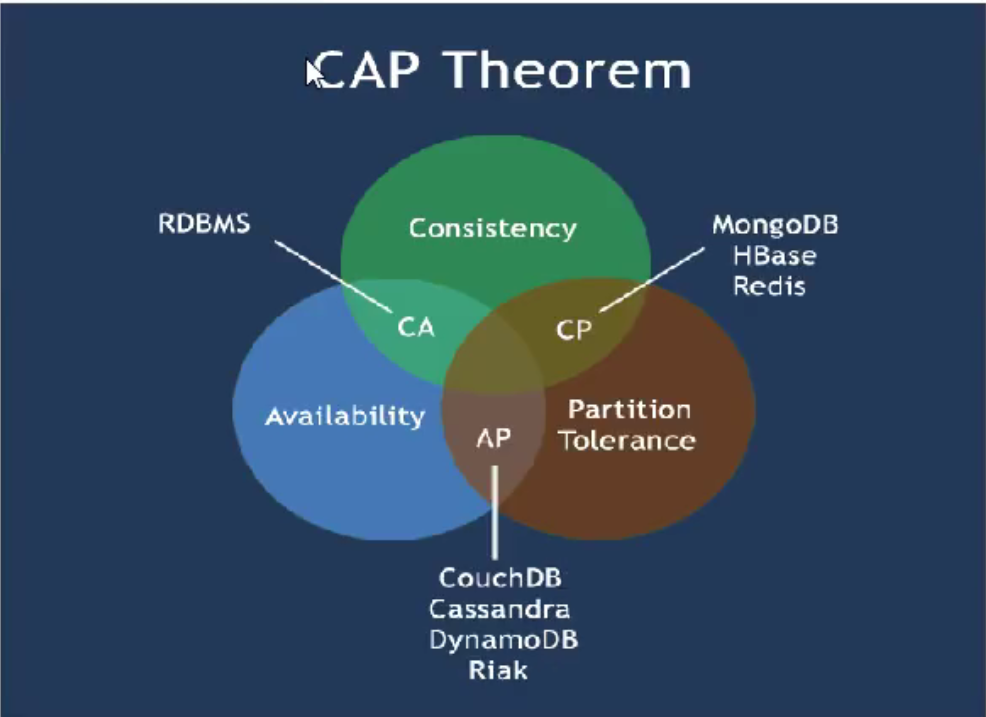 CAP Theorem
RDBMS
Consistency
MongoDB
HBase
Redis
CA
CP
Availability
Partition
Tolerance
AP
CouchDB
Cassandra
DynamoDB
Riak